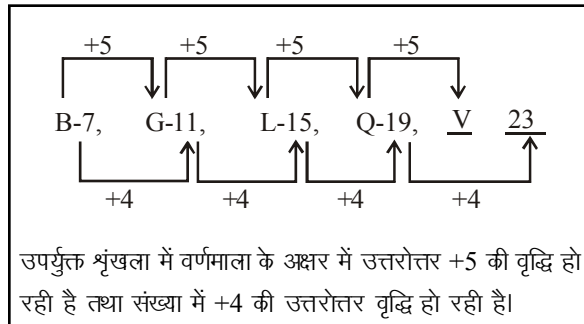 +5 +5 +5 +5
B-7, G-11, L-15, Q-19, V 23
+4 +4 +4 +4
उपर्युक्त शृंखला में वर्णमाला के अक्षर में उत्तरोत्तर +5 की वृद्धि हो
रही है तथा संख्या में +4 की उत्तरोत्तर वृद्धि हो रही है।